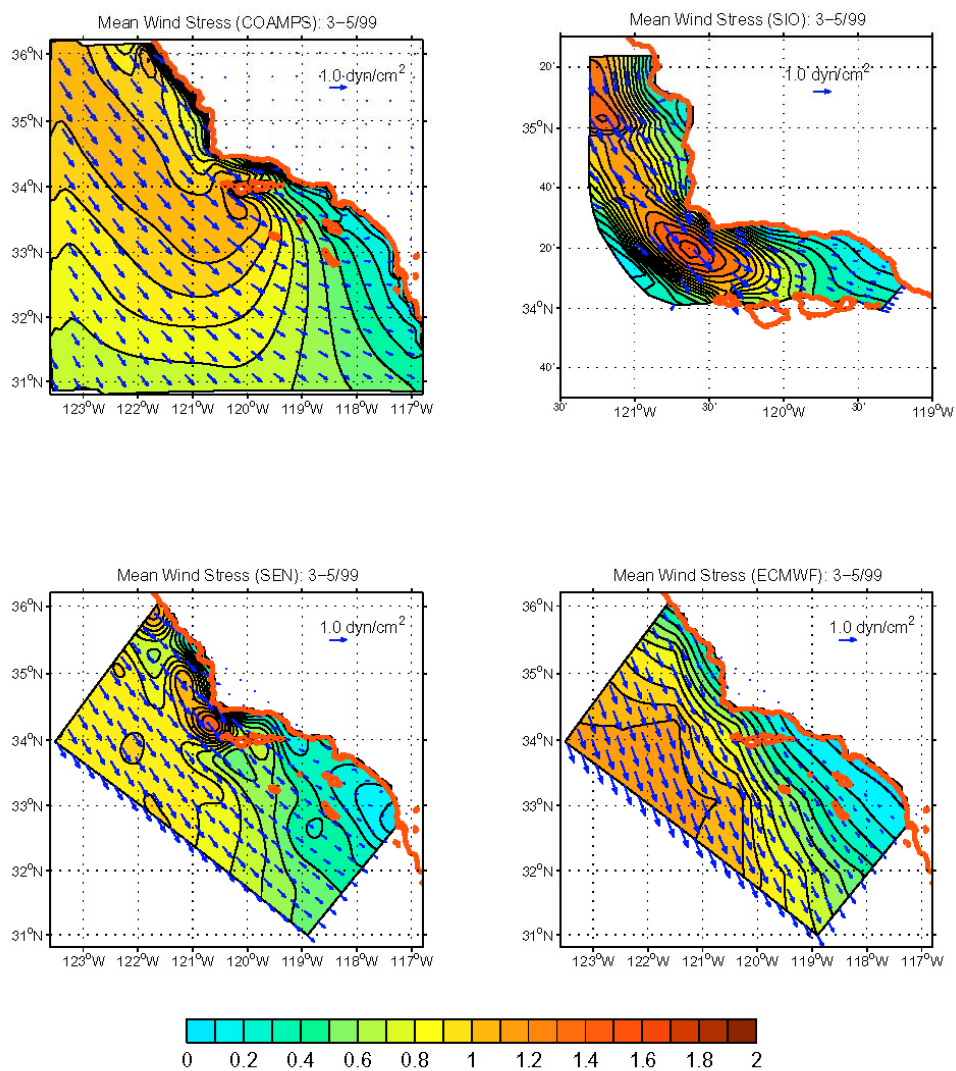 Mean Wind Stress (COAMPS): 3−5/99
36°N
35°N
34°N
33°N
32°N
31°N
1.0 dyn/cm²
123°W 122°W 121°W 120°W 119°W 118°W 117°W
Mean Wind Stress (SIO): 3−5/99
20'
35°N
40'
20'
34°N
40'
1.0 dyn/cm²
30' 121°W 30' 120°W 30' 119°W
Mean Wind Stress (SEN): 3−5/99
36°N
35°N
34°N
33°N
32°N
31°N
1.0 dyn/cm²
123°W 122°W 121°W 120°W 119°W 118°W 117°W
Mean Wind Stress (ECMWF): 3−5/99
36°N
35°N
34°N
33°N
32°N
31°N
1.0 dyn/cm²
123°W 122°W 121°W 120°W 119°W 118°W 117°W
0 0.2 0.4 0.6 0.8 1 1.2 1.4 1.6 1.8 2